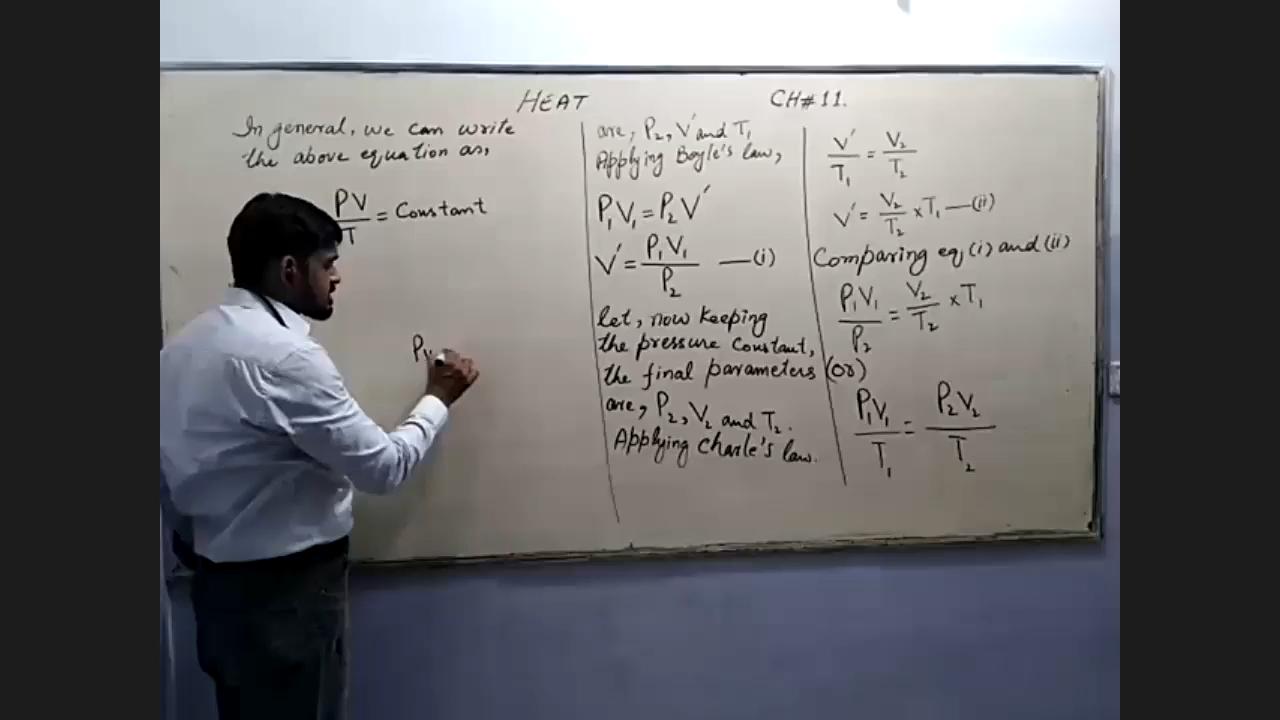 HEAT CH#11.
In general, we can write
the above equation as,
PV/T = Constant
PV
are, P₂, V′ and T₁
Applying Boyle's law,
P₁V₁ = P₂V′
V′ = P₁V₁/P₂ —(i)
let, now keeping
the pressure constant,
the final parameters
are, P₂, V₂ and T₂.
Applying Charle's law.
V′/T₁ = V₂/T₂
V′ = V₂/T₂ × T₁ —(ii)
Comparing eq (i) and (ii)
P₁V₁/P₂ = V₂/T₂ × T₁
(or)
P₁V₁/T₁ = P₂V₂/T₂